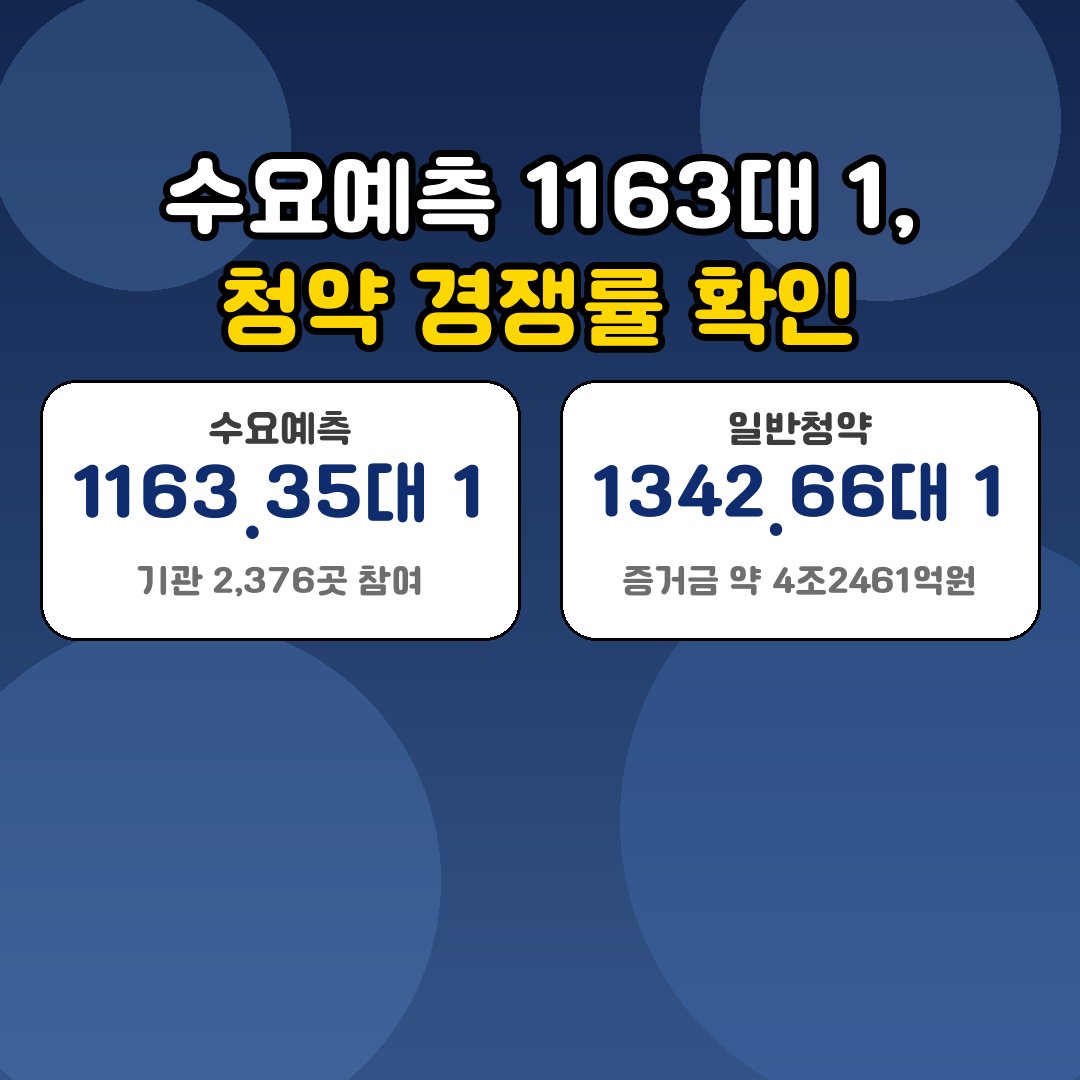 수요예측 1163대 1,
청약 경쟁률 확인
수요예측
1163.35대 1
기관 2,376곳 참여
일반청약
1342.66대 1
증거금 약 4조2461억원